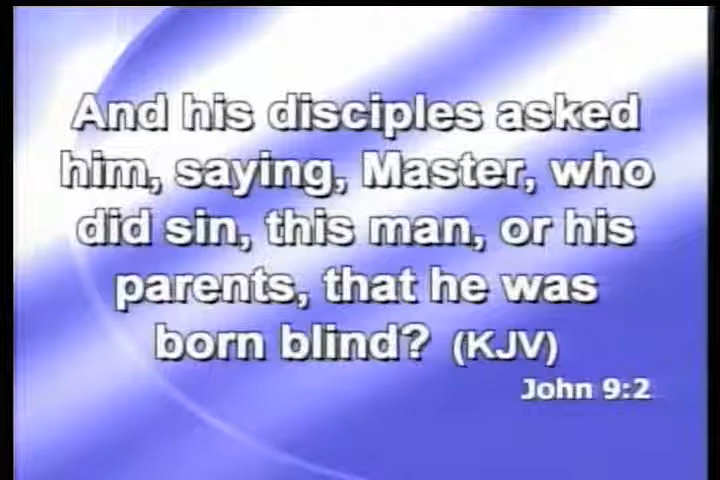 And his disciples asked
him, saying, Master, who
did sin, this man, or his
parents, that he was
born blind? (KJV)
John 9:2